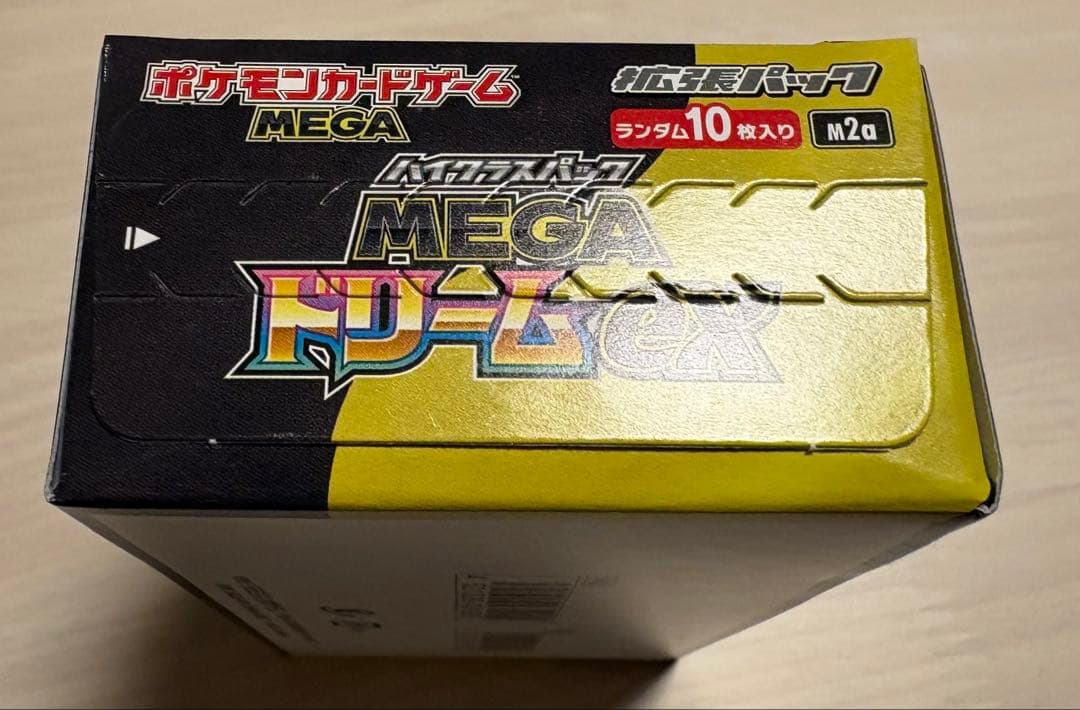 ポケモンカードゲーム
MEGA
拡張パック
ランダム10枚入り
M2a
ハイクラスパック
MEGA
ドリームex